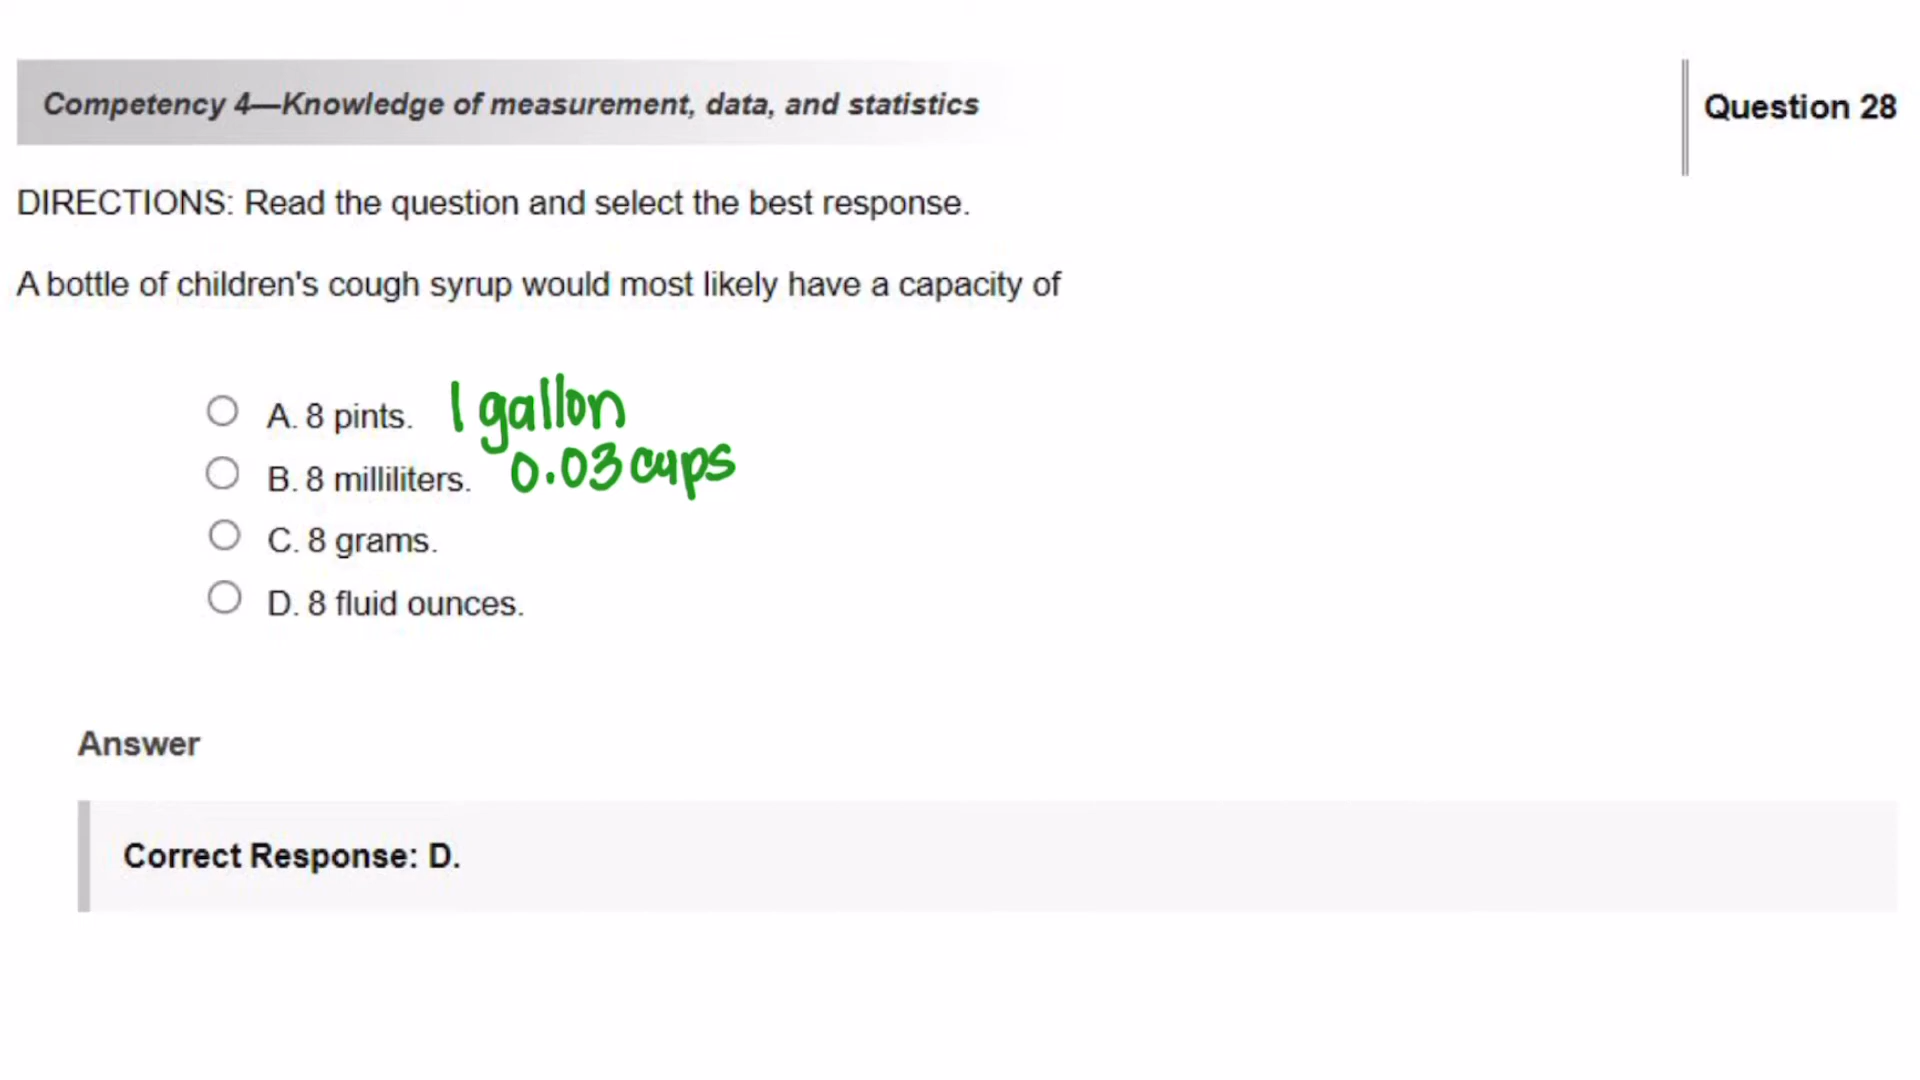 Competency 4—Knowledge of measurement, data, and statistics
Question 28
DIRECTIONS: Read the question and select the best response.
A bottle of children's cough syrup would most likely have a capacity of
A. 8 pints. 1 gallon
B. 8 milliliters. 0.03 cups
C. 8 grams.
D. 8 fluid ounces.
Answer
Correct Response: D.